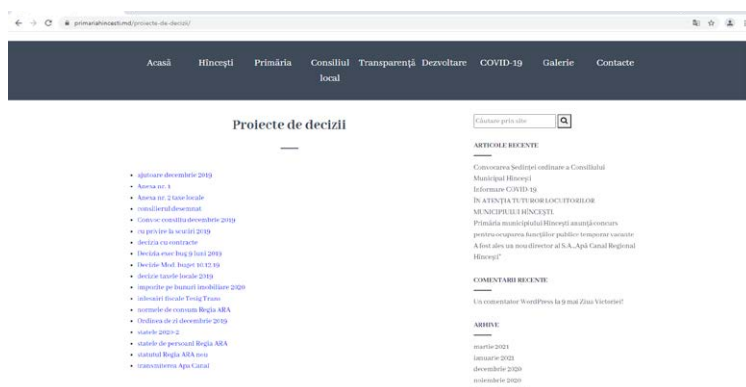 primariahincesti.md/proiecte-de-decizii/
Acasă Hîncești Primăria Consiliul local Transparență Dezvoltare COVID-19 Galerie Contacte
Proiecte de decizii
ajutoare decembrie 2019
Anexa nr. 1
Anexa nr. 2 taxe locale
consilierul desemnat
Convoc consiliu decembrie 2019
cu privire la scutiri 2019
decizia cu contracte
Decizia exec bug 9 luni 2019
Decizie Mod. buget 10.12.19
decizie taxele locale 2019
impozite pe bunuri imobiliare 2020
inlesniri fiscale Tesig Trans
normele de consum Regia ARA
Ordinea de zi decembrie 2019
statele 2020-2
statele de persoanl Regia ARA
statutul Regia ARA nou
transmiterea Apa Canal
Căutare prin site
ARTICOLE RECENTE
Convocarea Ședinței ordinare a Consiliului
Municipal Hîncești
Informare COVID-19
ÎN ATENȚIA TUTUROR LOCUITORILOR
MUNICIPIULUI HÎNCEȘTI.
Primăria municipiului Hîncești anunță concurs
pentru ocuparea funcțiilor publice temporar vacante
A fost ales un nou director al S.A. „Apă Canal Regional
Hîncești”
COMENTARII RECENTE
Un comentator WordPress la 9 mai Ziua Victoriei!
ARHIVE
martie 2021
ianuarie 2021
decembrie 2020
noiembrie 2020